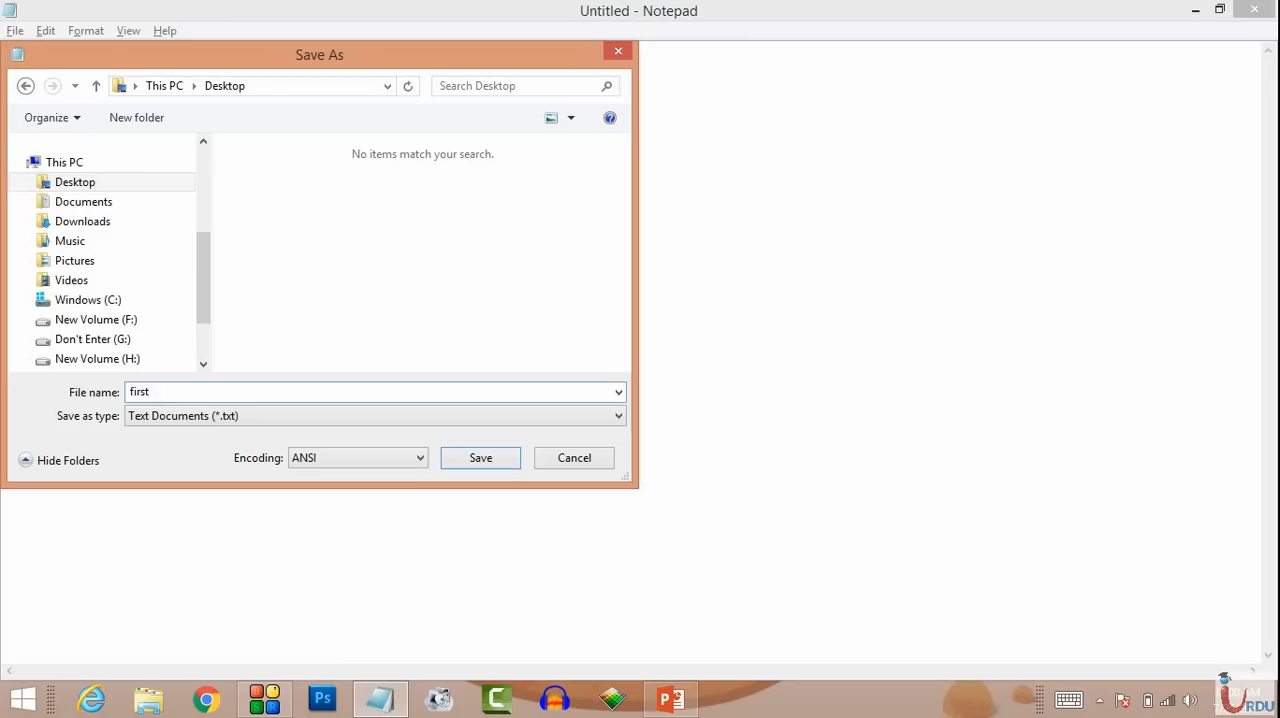 Untitled - Notepad
File Edit Format View Help
Save As
This PC Desktop
Search Desktop
Organize New folder
No items match your search.
This PC
Desktop
Documents
Downloads
Music
Pictures
Videos
Windows (C:)
New Volume (F:)
Don't Enter (G:)
New Volume (H:)
File name: first
Save as type: Text Documents (*.txt)
Hide Folders
Encoding: ANSI
Save
Cancel
Ps
URDU